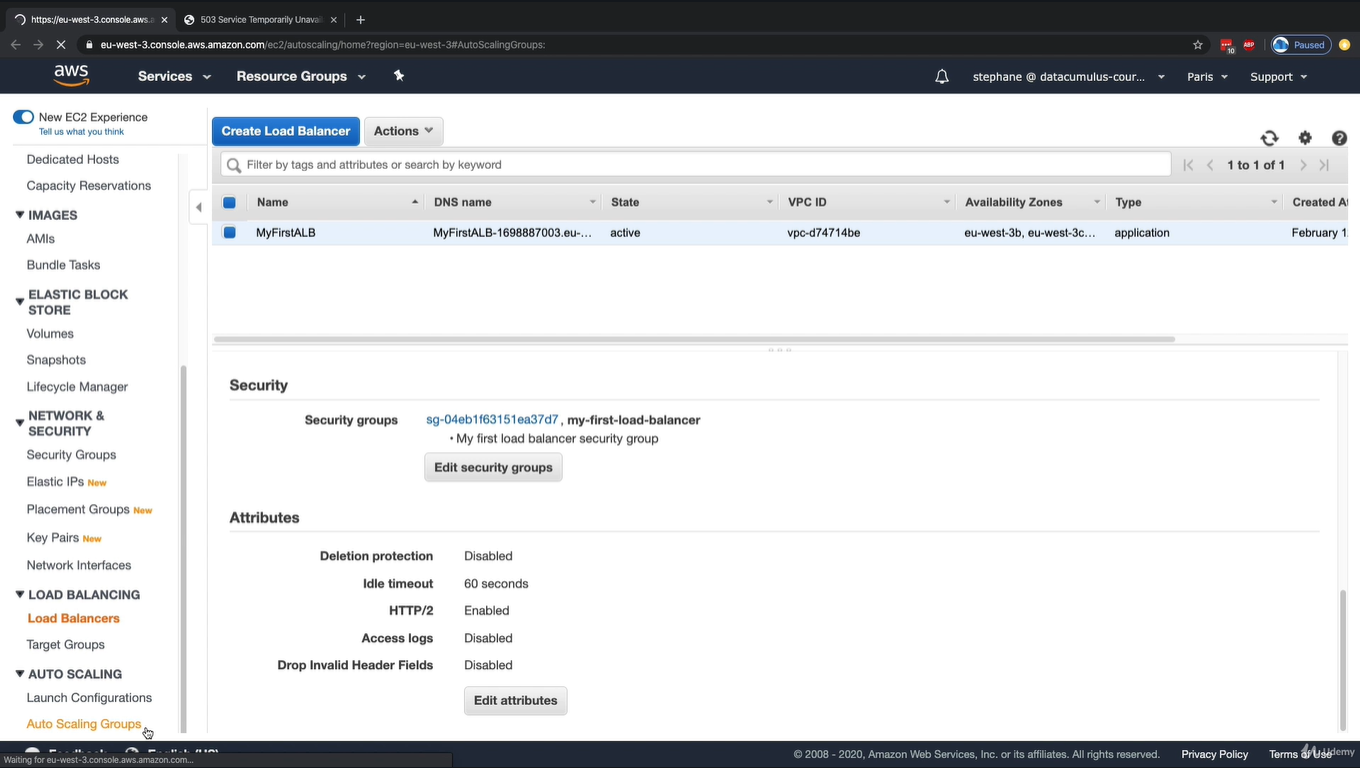 https://eu-west-3.console.aws.a
503 Service Temporarily Unavail
eu-west-3.console.aws.amazon.com/ec2/autoscaling/home?region=eu-west-3#AutoScalingGroups:
10
ABP
Paused
aws
Services
Resource Groups
stephane @ datacumulus-cour...
Paris
Support
New EC2 Experience
Tell us what you think
Dedicated Hosts
Capacity Reservations
IMAGES
AMIs
Bundle Tasks
ELASTIC BLOCK
STORE
Volumes
Snapshots
Lifecycle Manager
NETWORK &
SECURITY
Security Groups
Elastic IPs New
Placement Groups New
Key Pairs New
Network Interfaces
LOAD BALANCING
Load Balancers
Target Groups
AUTO SCALING
Launch Configurations
Auto Scaling Groups
Create Load Balancer
Actions
Filter by tags and attributes or search by keyword
1 to 1 of 1
Name DNS name State VPC ID Availability Zones Type Created At
MyFirstALB MyFirstALB-1698887003.eu-... active vpc-d74714be eu-west-3b, eu-west-3c... application February 1
Security
Security groups sg-04eb1f63151ea37d7, my-first-load-balancer
• My first load balancer security group
Edit security groups
Attributes
Deletion protection Disabled
Idle timeout 60 seconds
HTTP/2 Enabled
Access logs Disabled
Drop Invalid Header Fields Disabled
Edit attributes
Feedback English (US)
Waiting for eu-west-3.console.aws.amazon.com...
© 2008 - 2020, Amazon Web Services, Inc. or its affiliates. All rights reserved.
Privacy Policy
Terms of Use
Udemy